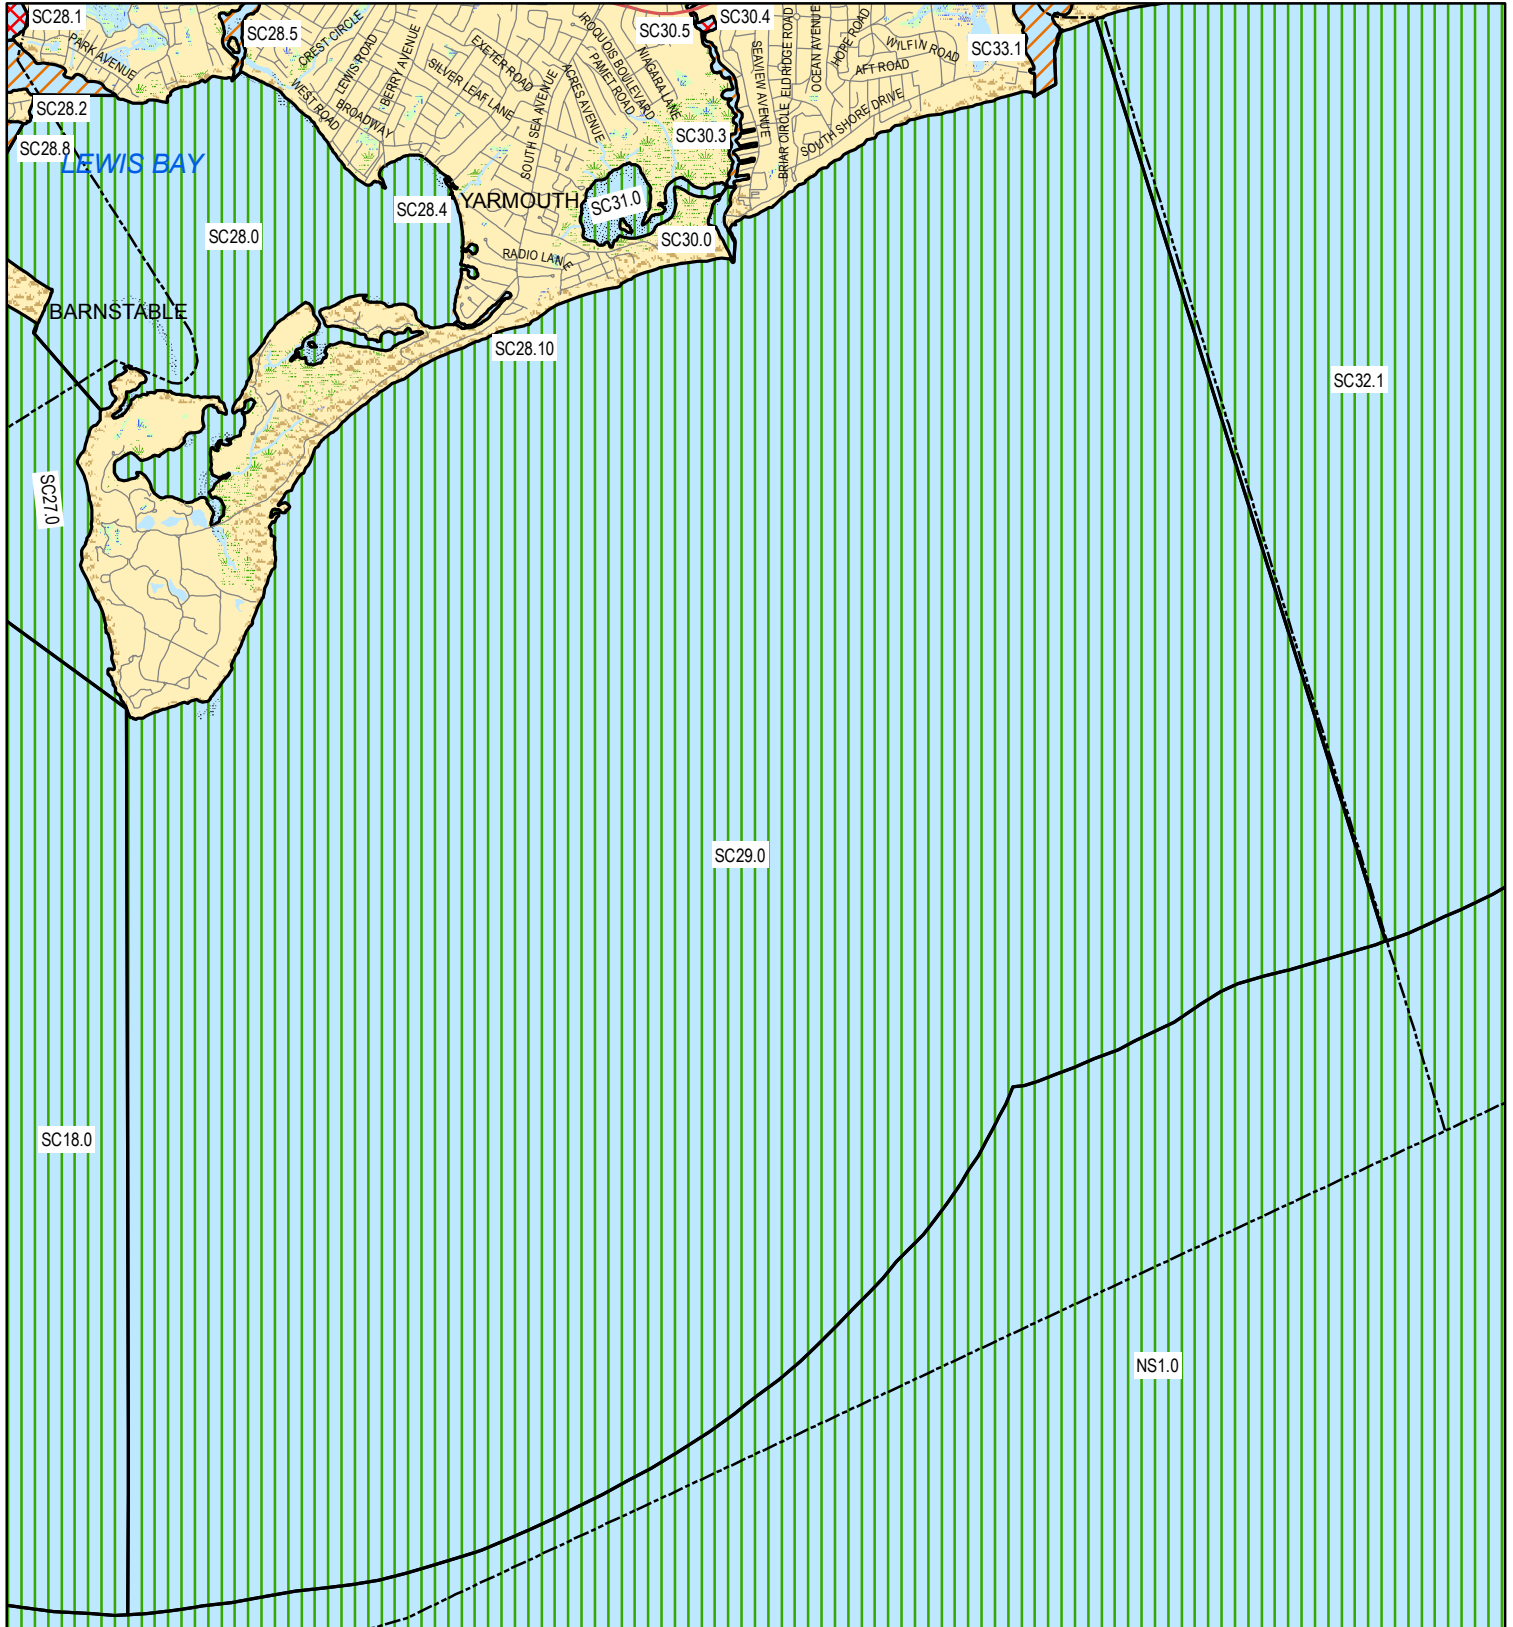 SC28.1
SC28.5
SC30.5
SC30.4
SC33.1
PARK AVENUE
CREST CIRCLE
LEWIS ROAD
BERRY AVENUE
WEST ROAD
BROADWAY
EXETER ROAD
SILVER LEAF LANE
SOUTH SEA AVENUE
ACRES AVENUE
IROQUOIS BOULEVARD
PAMET ROAD
NIAGARA LANE
SEAVIEW AVENUE
BRIAR CIRCLE
ELDRIDGE ROAD
OCEAN AVENUE
HOPE ROAD
WILFIN ROAD
AFT ROAD
SOUTH SHORE DRIVE
SC28.2
SC28.8
LEWIS BAY
SC30.3
SC28.4
YARMOUTH
SC31.0
SC28.0
SC30.0
RADIO LANE
BARNSTABLE
SC28.10
SC32.1
SC27.0
SC29.0
SC18.0
NS1.0